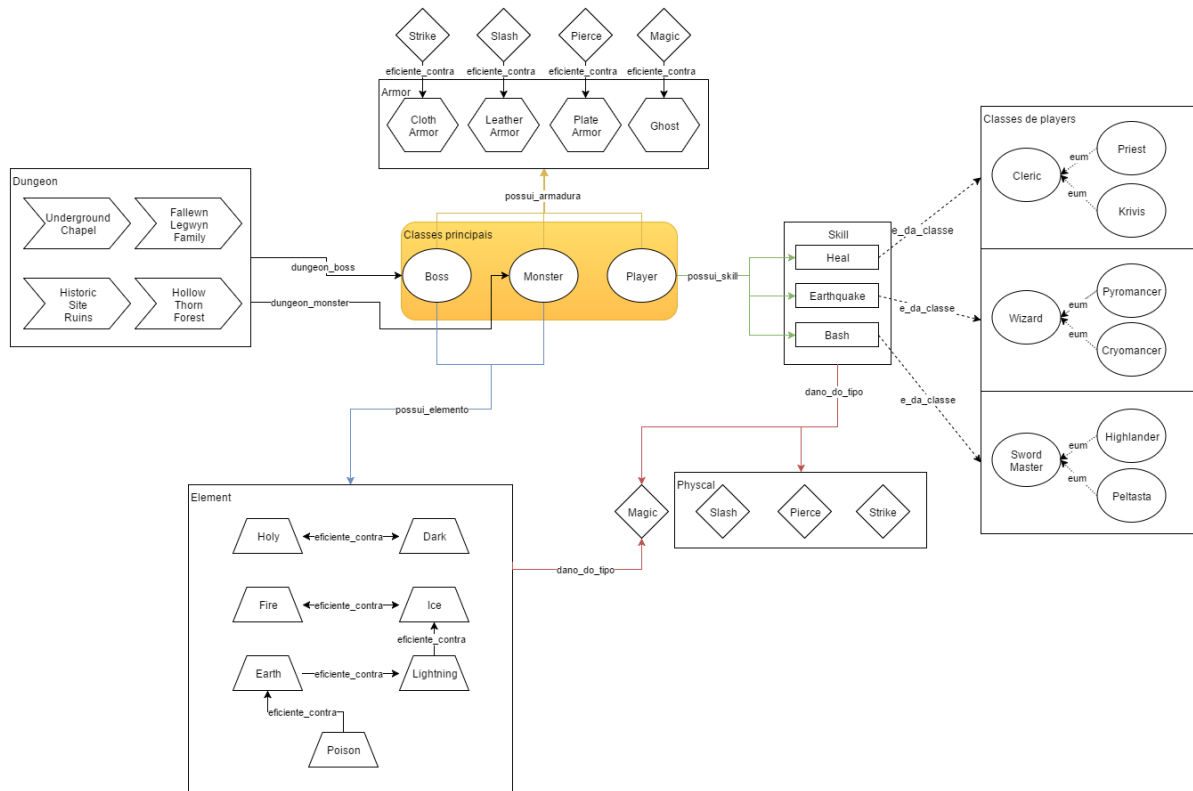 Strike
Slash
Pierce
Magic
eficiente_contra
eficiente_contra
eficiente_contra
eficiente_contra
Armor
Cloth
Armor
Leather
Armor
Plate
Armor
Ghost
Dungeon
Underground
Chapel
Fallewn
Legwyn
Family
Historic
Site
Ruins
Hollow
Thorn
Forest
dungeon_boss
dungeon_monster
possui_armadura
Classes principais
Boss
Monster
Player
possui_skill
Skill
Heal
Earthquake
Bash
e_da_classe
e_da_classe
e_da_classe
Classes de players
Cleric
eum
Priest
eum
Krivis
Wizard
eum
Pyromancer
eum
Cryomancer
Sword
Master
eum
Highlander
eum
Peltasta
dano_do_tipo
possui_elemento
Element
Holy
eficiente_contra
Dark
Fire
eficiente_contra
Ice
eficiente_contra
Earth
eficiente_contra
Lightning
eficiente_contra
Poison
dano_do_tipo
Magic
Physcal
Slash
Pierce
Strike